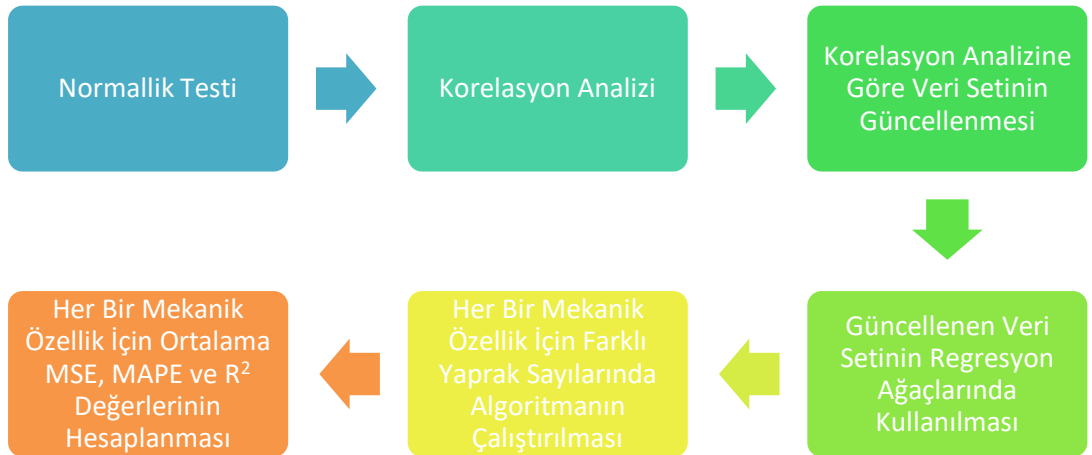 Normallik Testi
Korelasyon Analizi
Korelasyon Analizine
Göre Veri Setinin
Güncellenmesi
Güncellenen Veri
Setinin Regresyon
Ağaçlarında
Kullanılması
Her Bir Mekanik
Özellik İçin Farklı
Yaprak Sayılarında
Algoritmanın
Çalıştırılması
Her Bir Mekanik
Özellik İçin Ortalama
MSE, MAPE ve R²
Değerlerinin
Hesaplanması